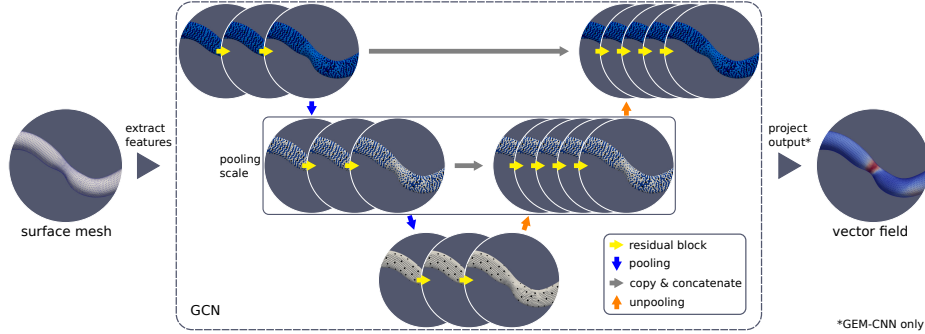 extract
features
surface mesh
pooling
scale
project
output*
vector field
residual block
pooling
copy & concatenate
unpooling
GCN
*GEM-CNN only